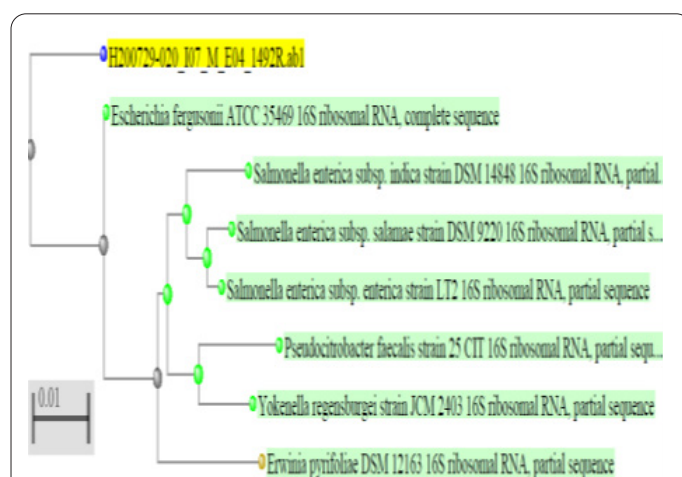 H200729-020_I07_M_E04_1492R.ab1
Escherichia fergusonii ATCC 35469 16S ribosomal RNA, complete sequence
Salmonella enterica subsp. indica strain DSM 14848 16S ribosomal RNA, partial.
Salmonella enterica subsp. salamae strain DSM 9220 16S ribosomal RNA, partial s...
Salmonella enterica subsp. enterica strain LT2 16S ribosomal RNA, partial sequence
Pseudocitrobacter faecalis strain 25 CIT 16S ribosomal RNA, partial sequ...
Yokenella regensburgei strain JCM 2403 16S ribosomal RNA, partial sequence
0.01
Erwinia pyrifoliae DSM 12163 16S ribosomal RNA, partial sequence